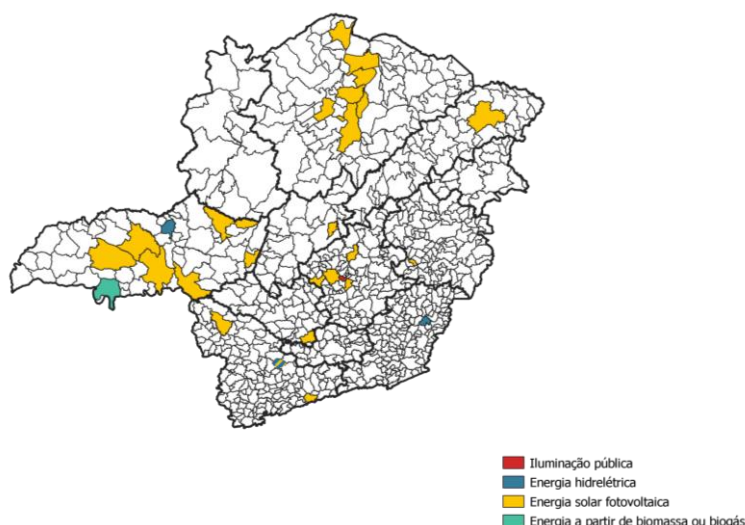 Iluminação pública
Energia hidrelétrica
Energia solar fotovoltaica
Energia a partir de biomassa ou biogás